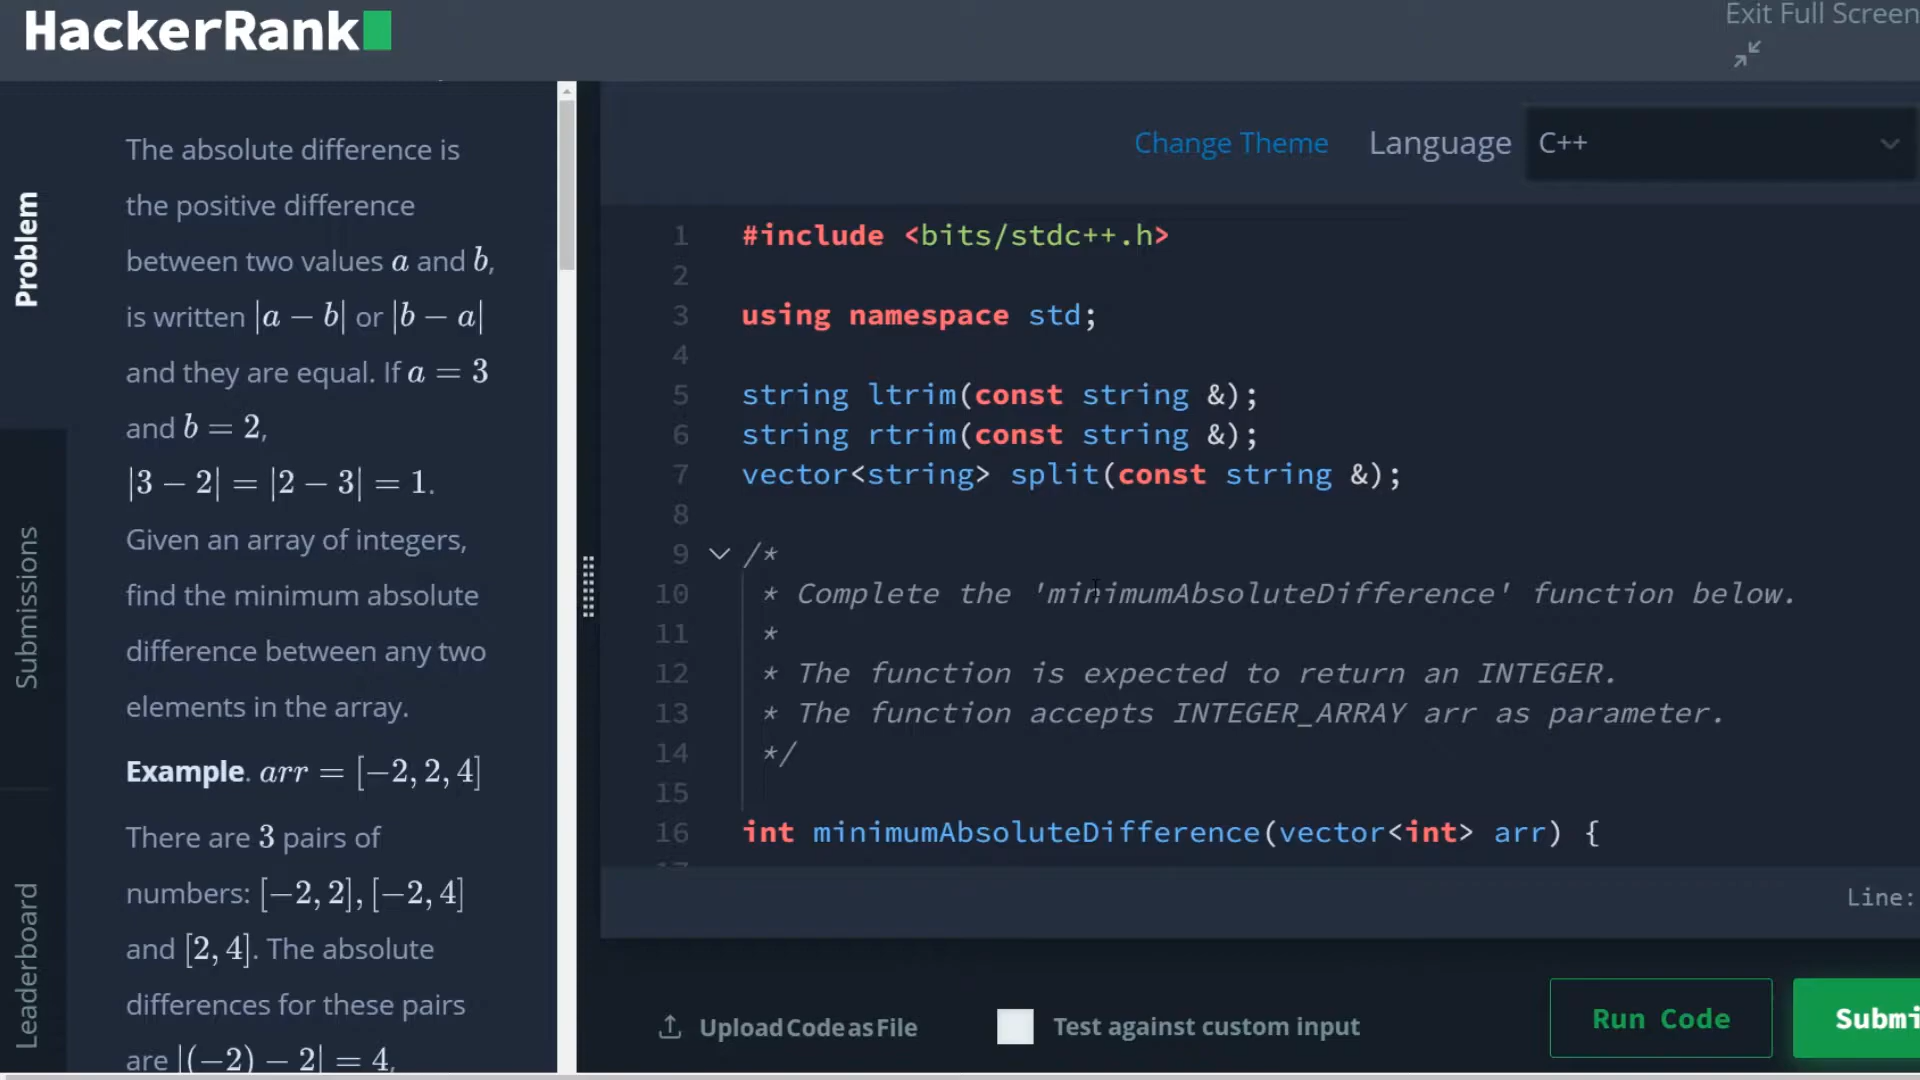 HackerRank
Exit Full Screen
Problem
Submissions
Leaderboard
The absolute difference is
the positive difference
between two values a and b,
is written |a − b| or |b − a|
and they are equal. If a = 3
and b = 2,
|3 − 2| = |2 − 3| = 1.
Given an array of integers,
find the minimum absolute
difference between any two
elements in the array.
Example. arr = [−2, 2, 4]
There are 3 pairs of
numbers: [−2, 2], [−2, 4]
and [2, 4]. The absolute
differences for these pairs
are |(−2) − 2| = 4,
Change Theme Language C++
1 #include <bits/stdc++.h>
2
3 using namespace std;
4
5 string ltrim(const string &);
6 string rtrim(const string &);
7 vector<string> split(const string &);
8
9 /*
10 * Complete the 'minimumAbsoluteDifference' function below.
11 *
12 * The function is expected to return an INTEGER.
13 * The function accepts INTEGER_ARRAY arr as parameter.
14 */
15
16 int minimumAbsoluteDifference(vector<int> arr) {
Line:
Upload Code as File Test against custom input Run Code Submi